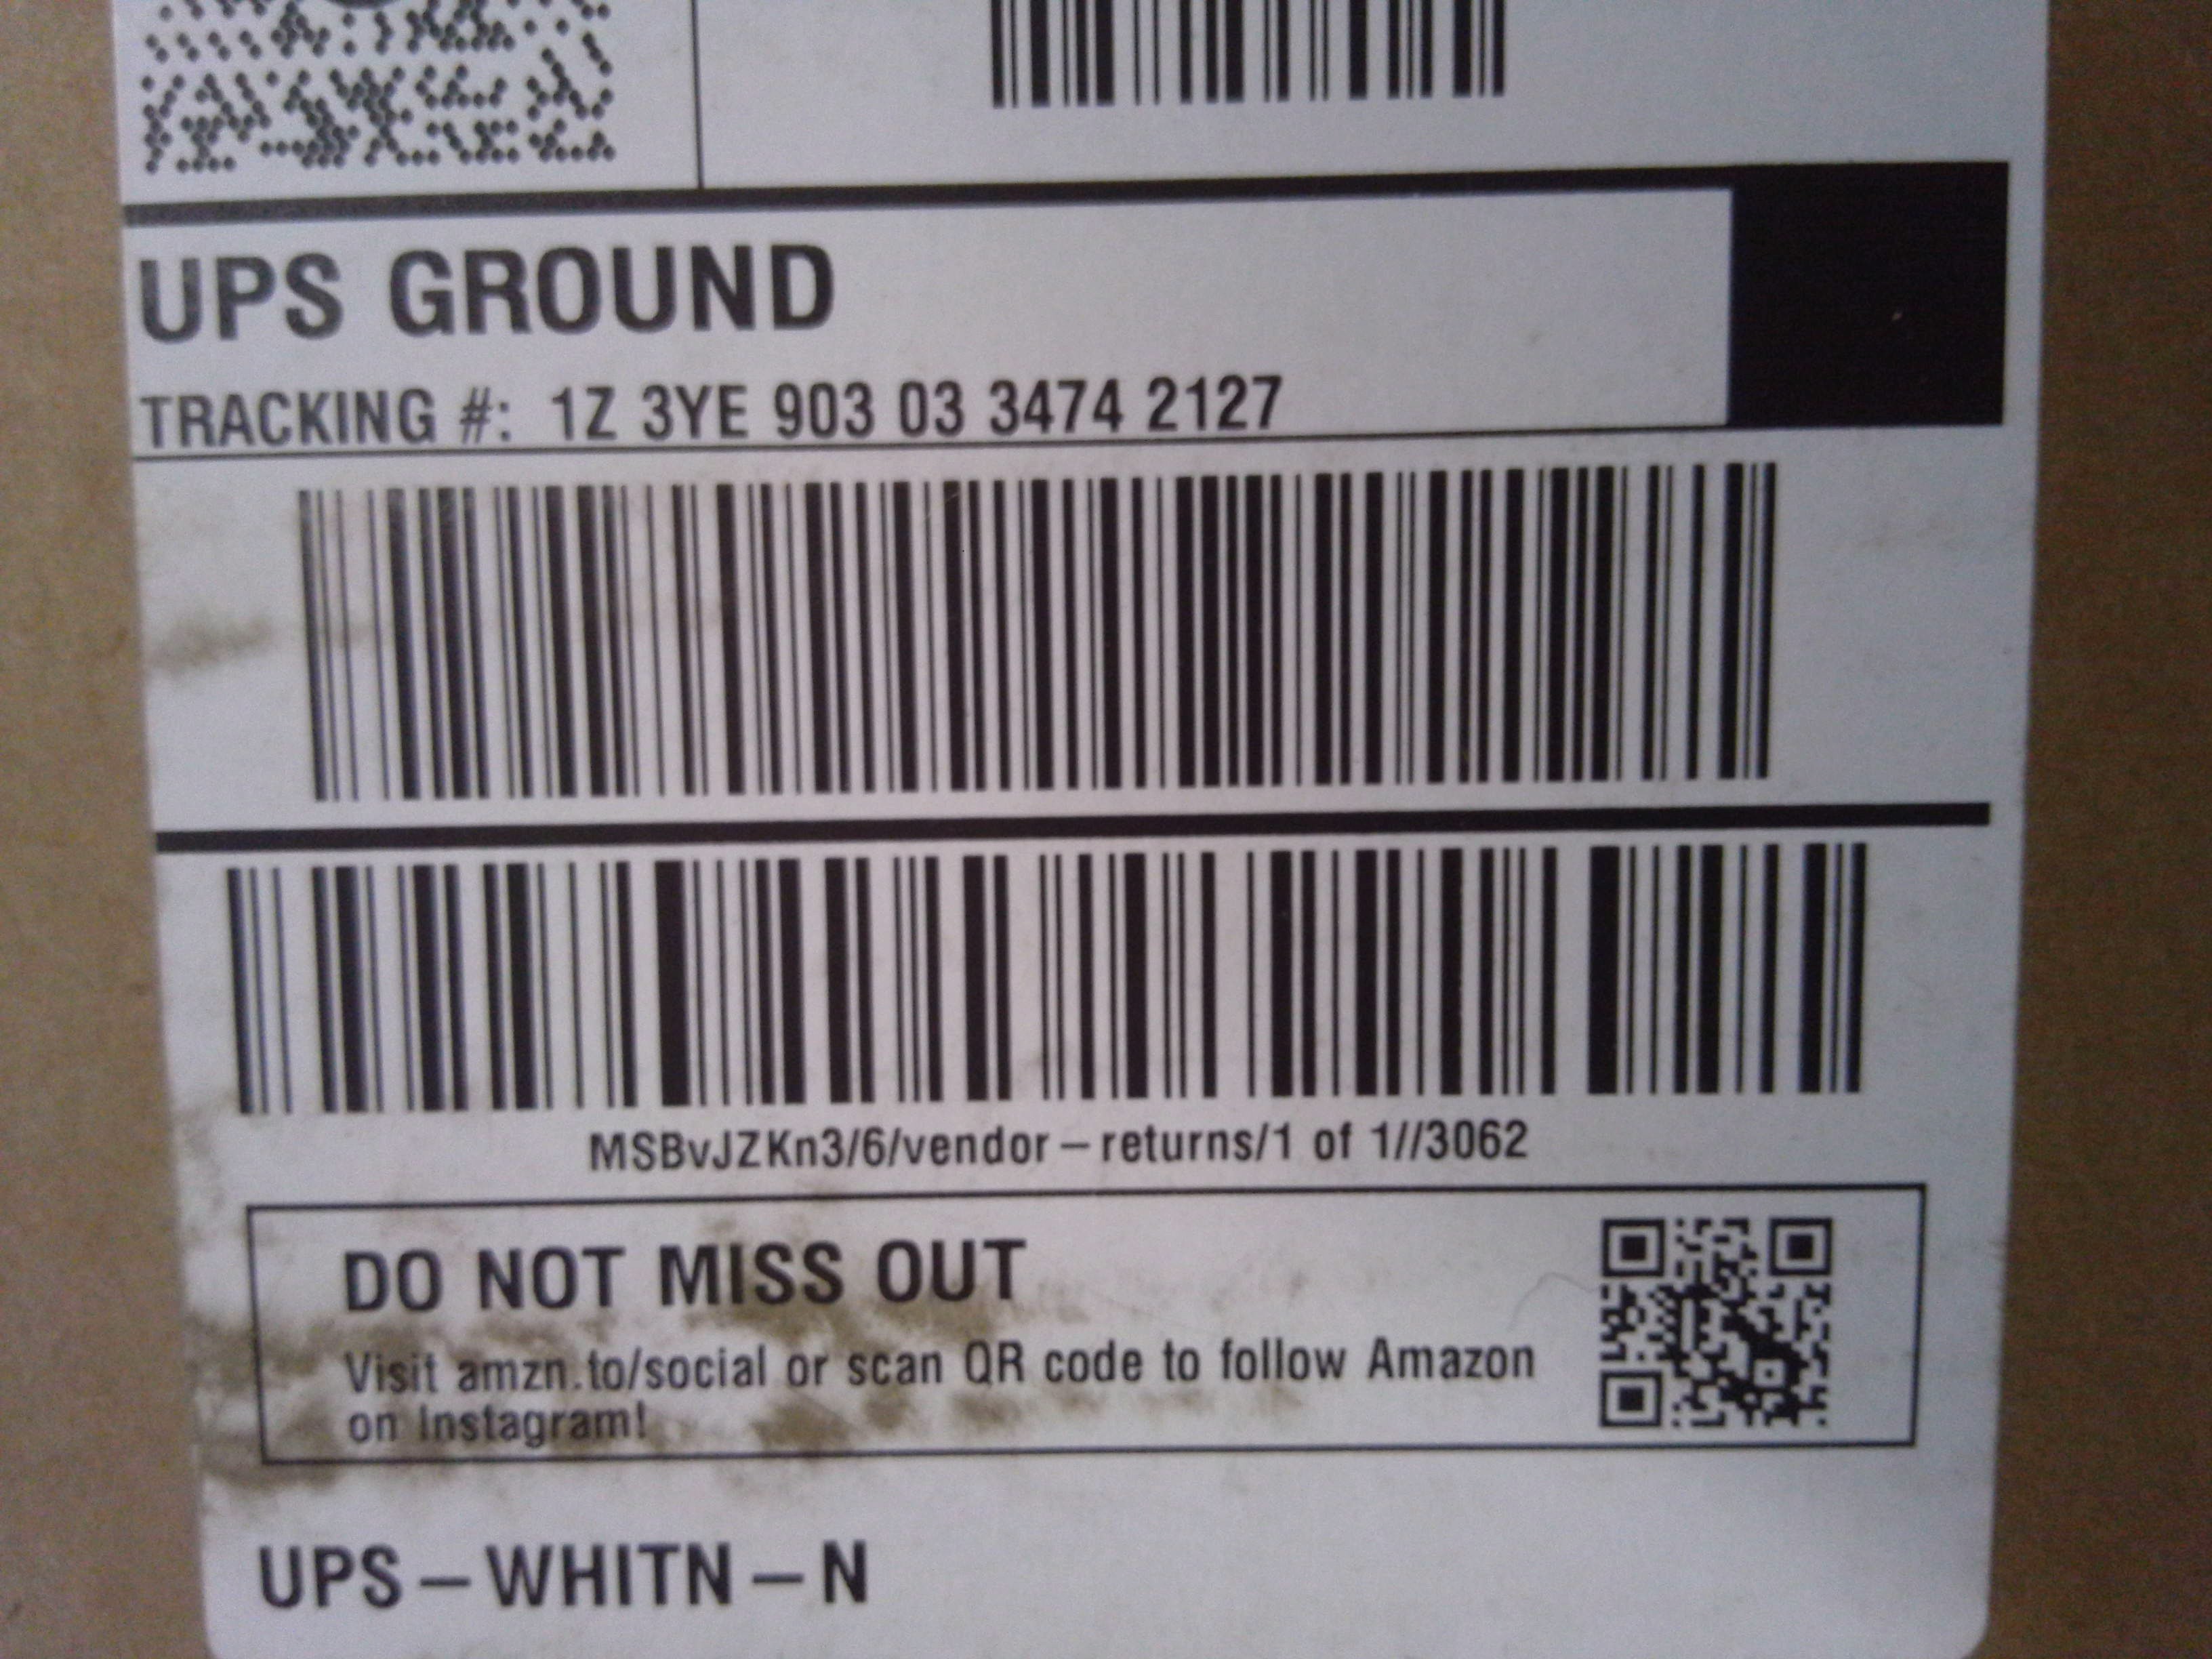 UPS GROUND
TRACKING #: 1Z 3YE 903 03 3474 2127
MSBvJZKn3/6/vendor-returns/1 of 1//3062
DO NOT MISS OUT
Visit amzn.to/social or scan QR code to follow Amazon
on Instagram!
UPS-WHITN-N